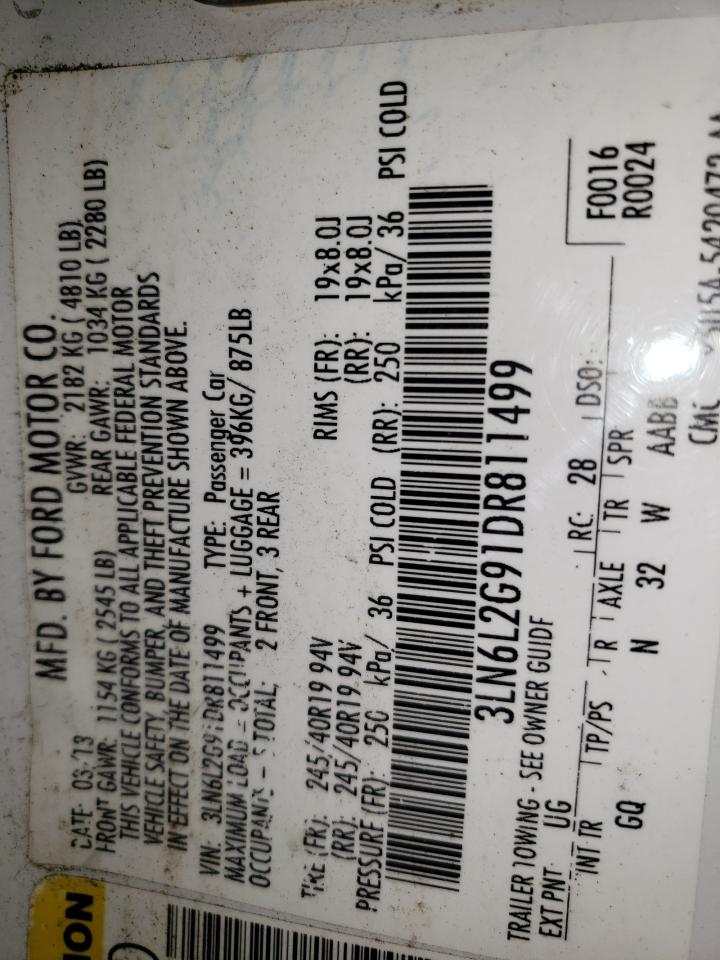 MFD. BY FORD MOTOR CO.
DATE: 03/13 GVWR: 2182 KG ( 4810 LB)
FRONT GAWR: 1154 KG ( 2545 LB) REAR GAWR: 1034 KG ( 2280 LB)
THIS VEHICLE CONFORMS TO ALL APPLICABLE FEDERAL MOTOR
VEHICLE SAFETY, BUMPER, AND THEFT PREVENTION STANDARDS
IN EFFECT ON THE DATE OF MANUFACTURE SHOWN ABOVE.
VIN: 3LN6L2G91DR811499 TYPE: Passenger Car
MAXIMUM LOAD = OCCUPANTS + LUGGAGE = 396KG/ 875LB
OCCUPANTS - 5 TOTAL; 2 FRONT, 3 REAR
TIRE (FR): 245/40R19 94V RIMS (FR): 19x8.0J
(RR): 245/40R19 94V (RR): 19x8.0J
PRESSURE (FR): 250 kPa/ 36 PSI COLD (RR): 250 kPa/ 36 PSI COLD
3LN6L2G91DR811499
TRAILER TOWING - SEE OWNER GUIDE
EXT PNT UG RC: 28 DSO: F0016
R0024
INT TR TP/PS R AXLE TR SPR
GQ N 32 W AABB
ION